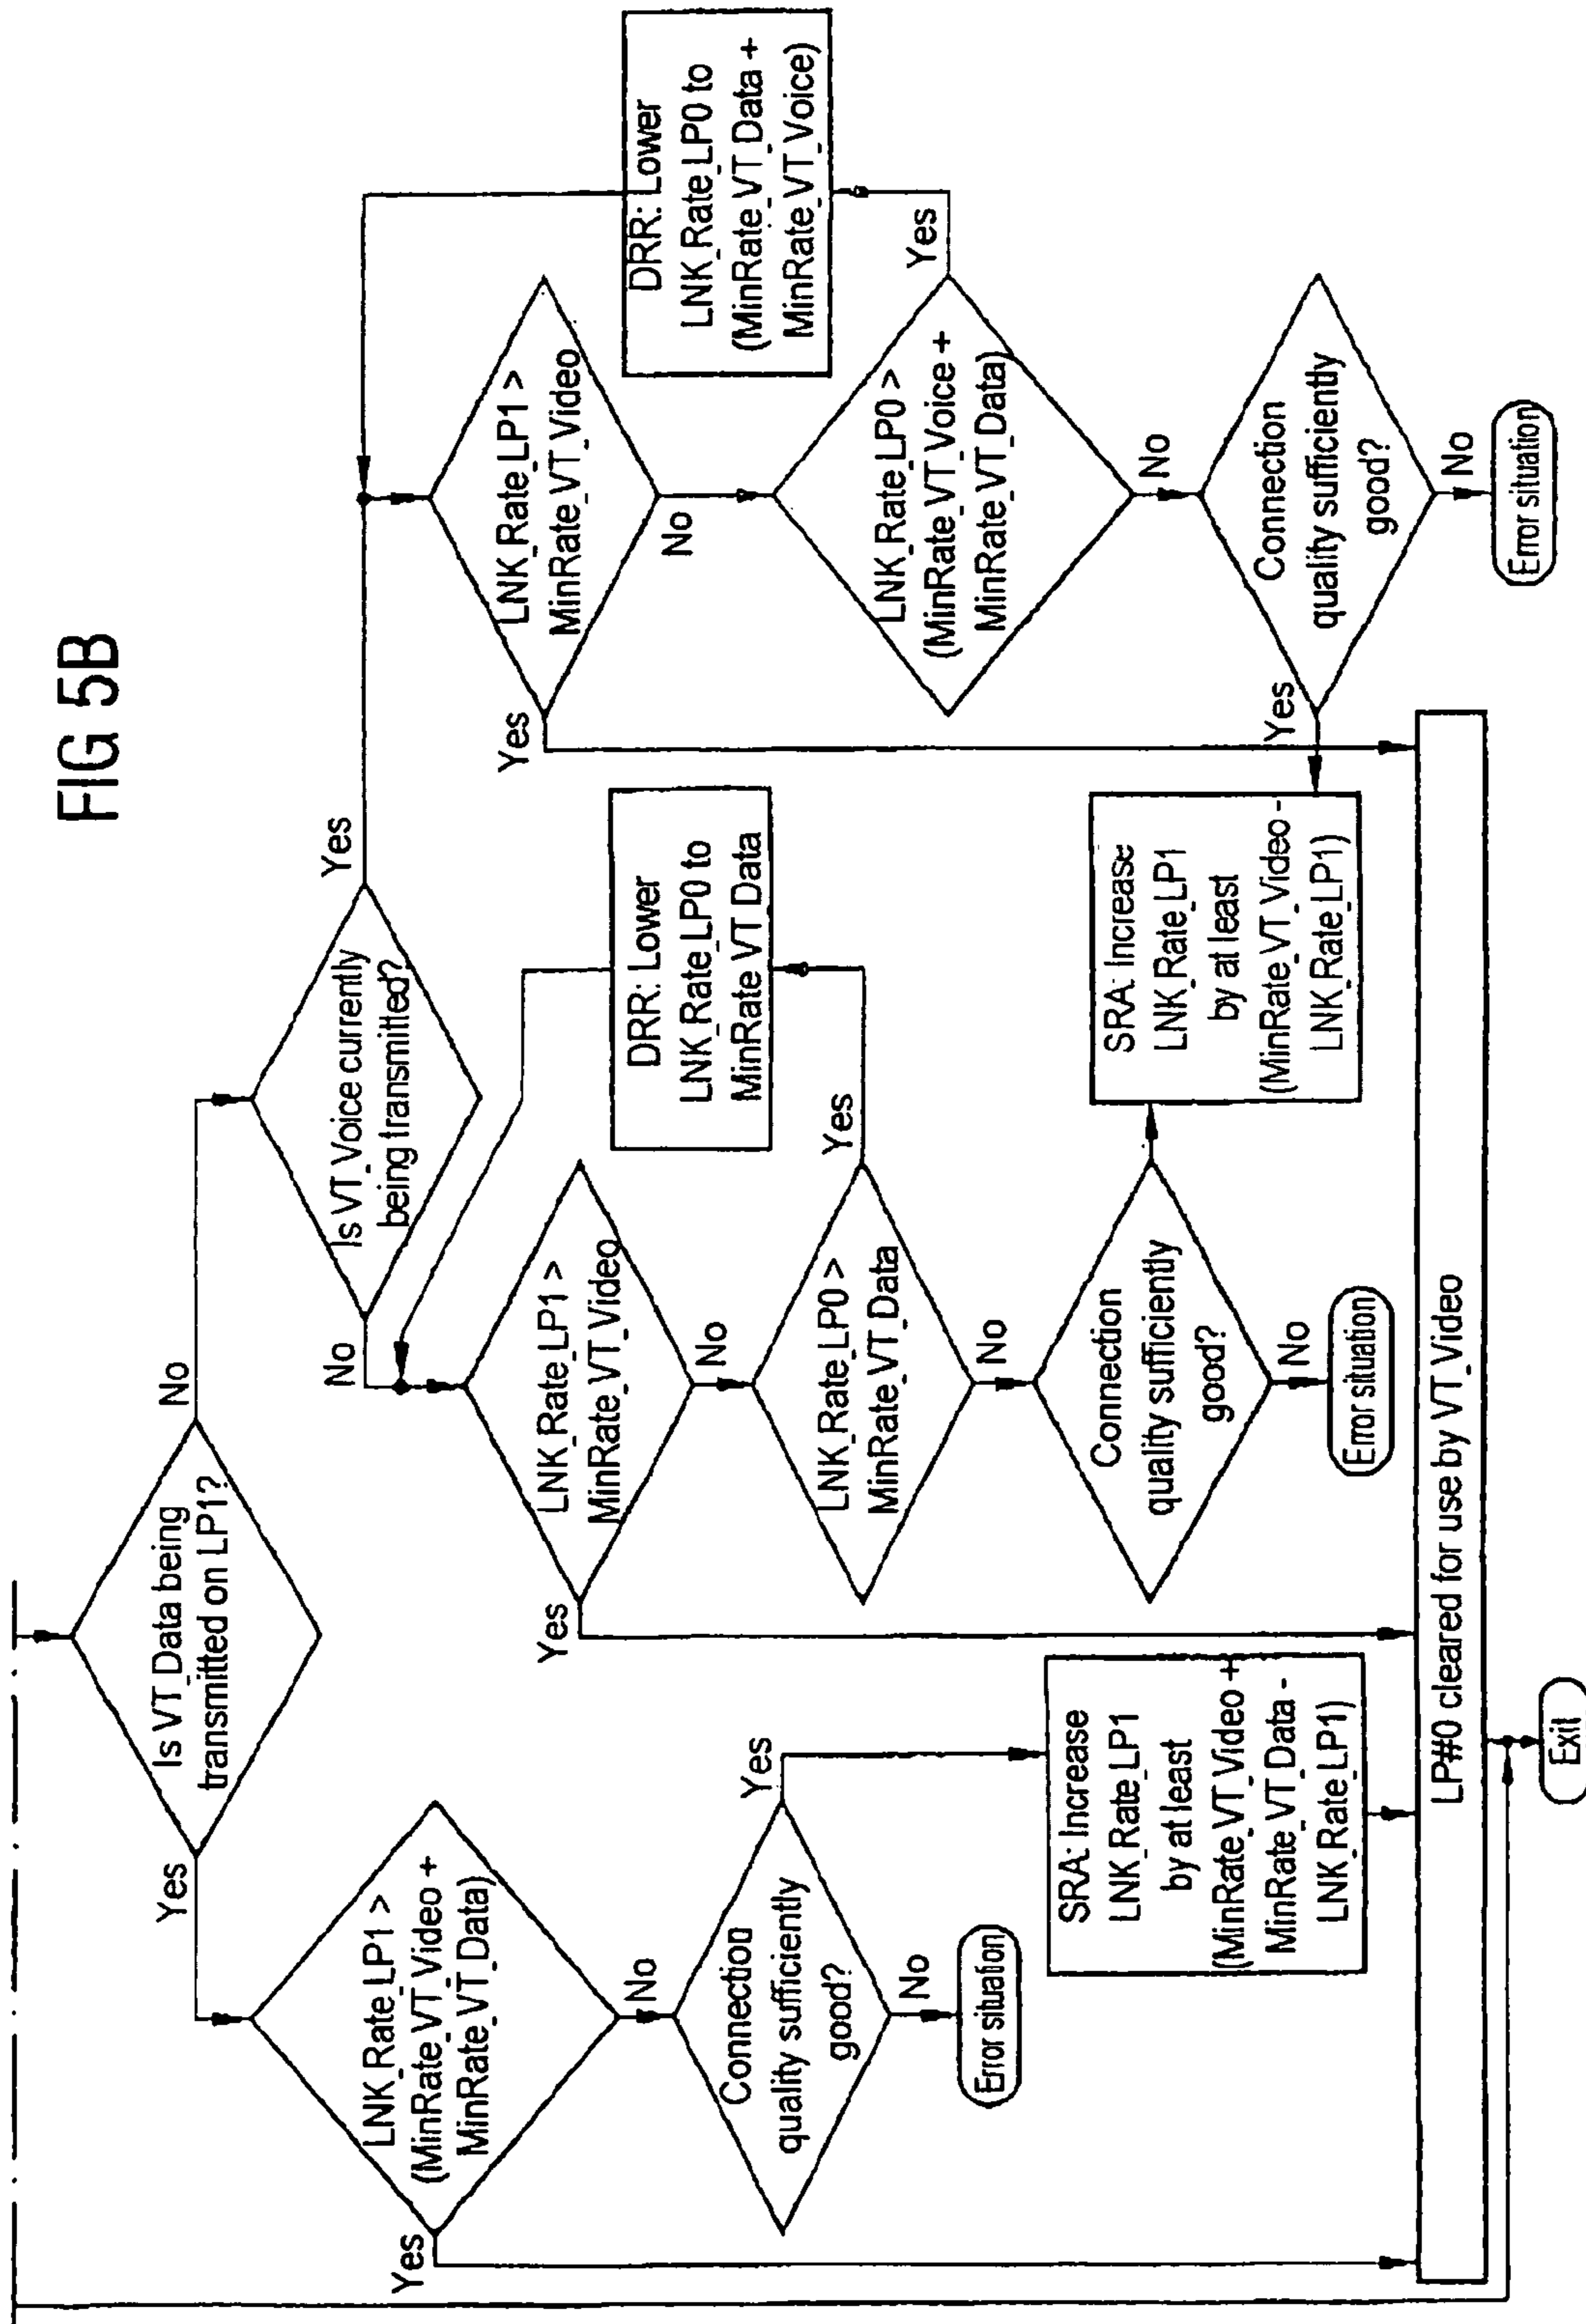 FIG 5B
Is VT_Data being
transmitted on LP1?
Yes
No
LNK_Rate_LP1 >
(MinRate_VT_Video +
MinRate_VT_Data)
Yes
No
Connection
quality sufficiently
good?
Yes
No
Error situation
SRA: Increase
LNK_Rate_LP1
by at least
(MinRate_VT_Video +
MinRate_VT_Data -
LNK_Rate_LP1)
Is VT_Voice currently
being transmitted?
No
Yes
LNK_Rate_LP1 >
MinRate_VT_Video
Yes
No
LNK_Rate_LP0 >
MinRate_VT_Data
Yes
No
DRR: Lower
LNK_Rate_LP0 to
MinRate VT Data
Connection
quality sufficiently
good?
No
Error situation
SRA: Increase
LNK_Rate_LP1
by at least
(MinRate_VT_Video -
LNK_Rate_LP1)
LNK_Rate_LP1 >
MinRate_VT_Video
Yes
No
LNK_Rate_LP0 >
(MinRate_VT_Voice +
MinRate_VT_Data)
Yes
No
DRR: Lower
LNK_Rate_LP0 to
(MinRate_VT_Data +
MinRate_VT_Voice)
Connection
quality sufficiently
good?
Yes
No
Error situation
LP#0 cleared for use by VT_Video
Exit